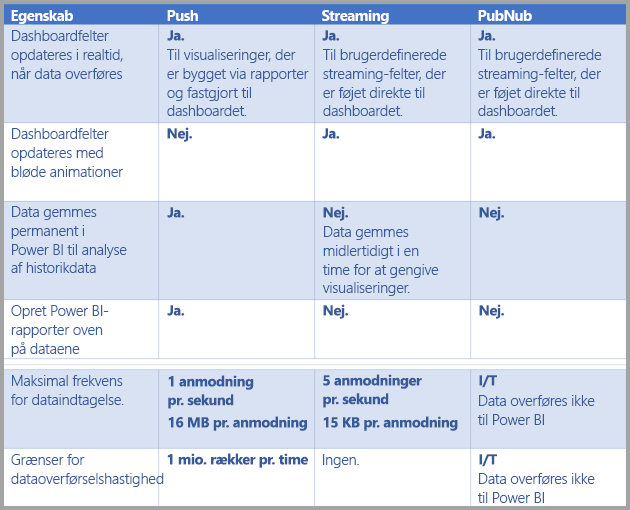 Egenskab Push Streaming PubNub
Dashboardfelter
opdateres i realtid,
når data overføres
Ja.
Til visualiseringer, der
er bygget via rapporter
og fastgjort til
dashboardet.
Ja.
Til brugerdefinerede
streaming-felter, der
er føjet direkte til
dashboardet.
Ja.
Til brugerdefinerede
streaming-felter, der
er føjet direkte til
dashboardet.
Dashboardfelter
opdateres med
bløde animationer
Nej.
Ja.
Ja.
Data gemmes
permanent i
Power BI til analyse
af historikdata
Ja.
Nej.
Data gemmes
midlertidigt i en
time for at gengive
visualiseringer.
Nej.
Opret Power BI-
rapporter oven
på dataene
Ja.
Nej.
Nej.
Maksimal frekvens
for dataindtagelse.
1 anmodning
pr. sekund
16 MB pr. anmodning
5 anmodninger
pr. sekund
15 KB pr. anmodning
I/T
Data overføres ikke
til Power BI
Grænser for
dataoverførselshastighed
1 mio. rækker pr. time
Ingen.
I/T
Data overføres ikke
til Power BI